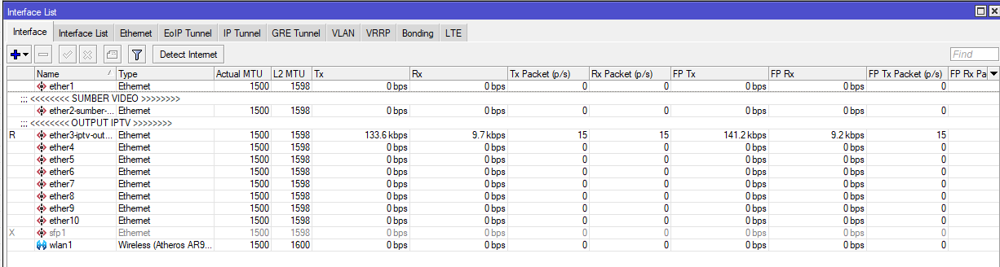 Interface List
Interface Interface List Ethernet EoIP Tunnel IP Tunnel GRE Tunnel VLAN VRRP Bonding LTE
Detect Internet Find
Name Type Actual MTU L2 MTU Tx Rx Tx Packet (p/s) Rx Packet (p/s) FP Tx FP Rx FP Tx Packet (p/s) FP Rx Pa
ether1 Ethernet 1500 1598 0 bps 0 bps 0 0 0 bps 0 bps 0
;;; <<<<<<<< SUMBER VIDEO >>>>>>>>
ether2-sumber-... Ethernet 1500 1598 0 bps 0 bps 0 0 0 bps 0 bps 0
;;; <<<<<<<< OUTPUT IPTV >>>>>>>>
R ether3-iptv-out... Ethernet 1500 1598 133.6 kbps 9.7 kbps 15 15 141.2 kbps 9.2 kbps 15
ether4 Ethernet 1500 1598 0 bps 0 bps 0 0 0 bps 0 bps 0
ether5 Ethernet 1500 1598 0 bps 0 bps 0 0 0 bps 0 bps 0
ether6 Ethernet 1500 1598 0 bps 0 bps 0 0 0 bps 0 bps 0
ether7 Ethernet 1500 1598 0 bps 0 bps 0 0 0 bps 0 bps 0
ether8 Ethernet 1500 1598 0 bps 0 bps 0 0 0 bps 0 bps 0
ether9 Ethernet 1500 1598 0 bps 0 bps 0 0 0 bps 0 bps 0
ether10 Ethernet 1500 1598 0 bps 0 bps 0 0 0 bps 0 bps 0
X sfp1 Ethernet 1500 1598 0 bps 0 bps 0 0 0 bps 0 bps 0
wlan1 Wireless (Atheros AR9... 1500 1600 0 bps 0 bps 0 0 0 bps 0 bps 0